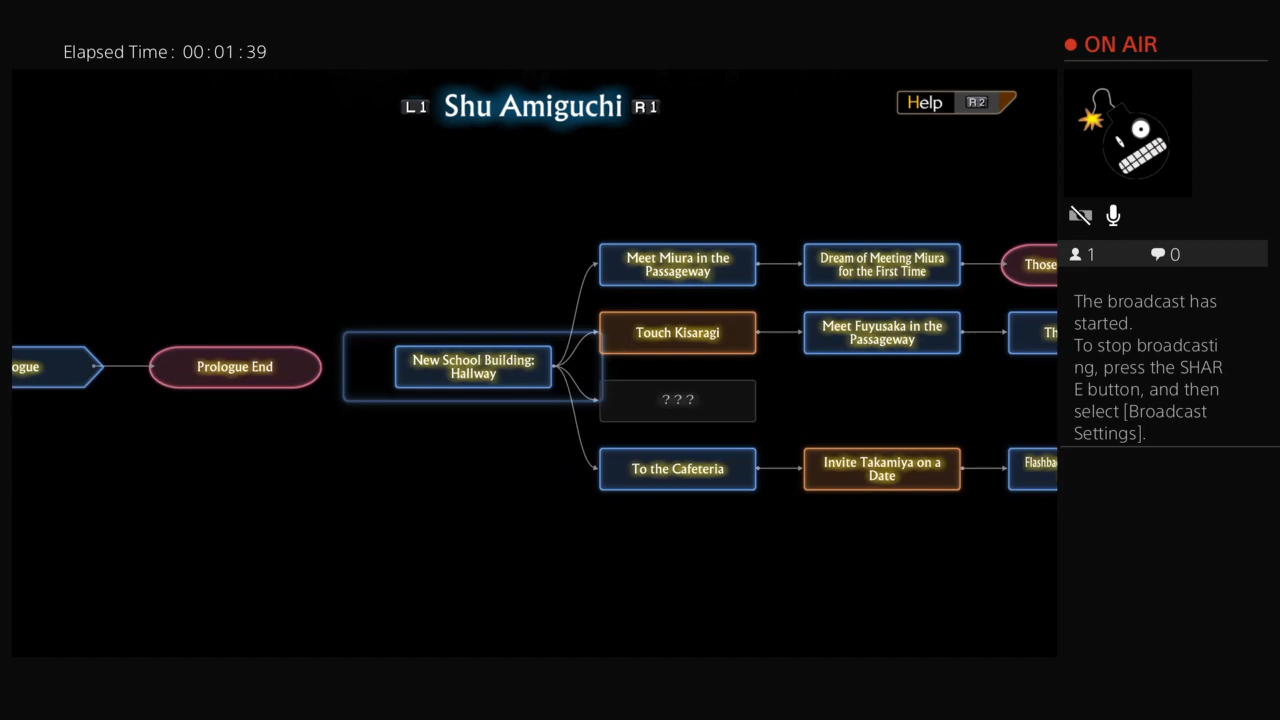 Elapsed Time: 00:01:39
ON AIR
L1 Shu Amiguchi R1
Help R2
Meet Miura in the
Passageway
Dream of Meeting Miura
for the First Time
Those
Touch Kisaragi
Meet Fuyusaka in the
Passageway
Th
ogue
Prologue End
New School Building:
Hallway
???
To the Cafeteria
Invite Takamiya on a
Date
Flashba
1
0
The broadcast has
started.
To stop broadcasti
ng, press the SHAR
E button, and then
select [Broadcast
Settings].